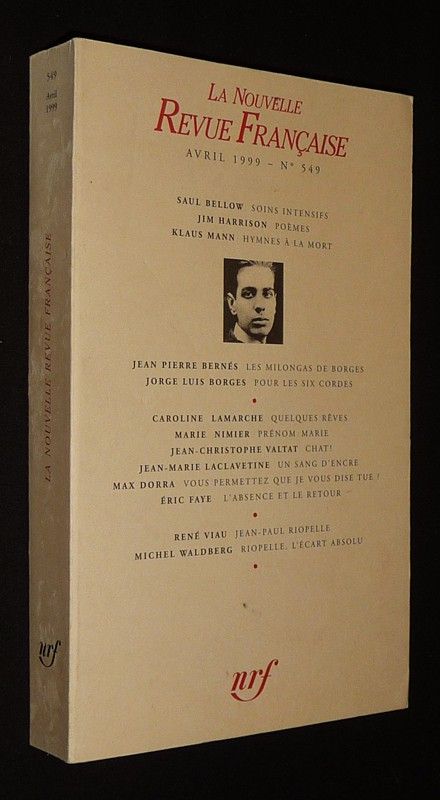 549
Avril
1999
LA NOUVELLE REVUE FRANÇAISE
nrf
LA NOUVELLE
REVUE FRANÇAISE
AVRIL 1999 – N° 549
SAUL BELLOW SOINS INTENSIFS
JIM HARRISON POÈMES
KLAUS MANN HYMNES À LA MORT
JEAN PIERRE BERNÉS LES MILONGAS DE BORGES
JORGE LUIS BORGES POUR LES SIX CORDES
CAROLINE LAMARCHE QUELQUES RÊVES
MARIE NIMIER PRÉNOM MARIE
JEAN-CHRISTOPHE VALTAT CHAT!
JEAN-MARIE LACLAVETINE UN SANG D'ENCRE
MAX DORRA VOUS PERMETTEZ QUE JE VOUS DISE TUE !
ÉRIC FAYE L'ABSENCE ET LE RETOUR
RENÉ VIAU JEAN-PAUL RIOPELLE
MICHEL WALDBERG RIOPELLE, L'ÉCART ABSOLU
nrf